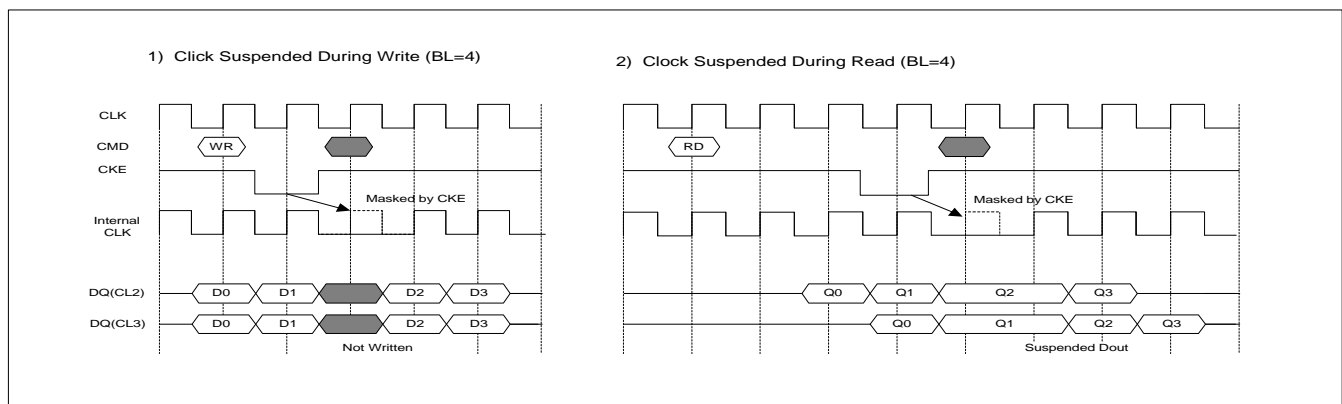 1) Click Suspended During Write (BL=4)
2) Clock Suspended During Read (BL=4)
CLK
CMD
WR
RD
CKE
Masked by CKE
Masked by CKE
Internal
CLK
DQ(CL2)
D0 D1 D2 D3
Q0 Q1 Q2 Q3
DQ(CL3)
D0 D1 D2 D3
Q0 Q1 Q2 Q3
Not Written
Suspended Dout